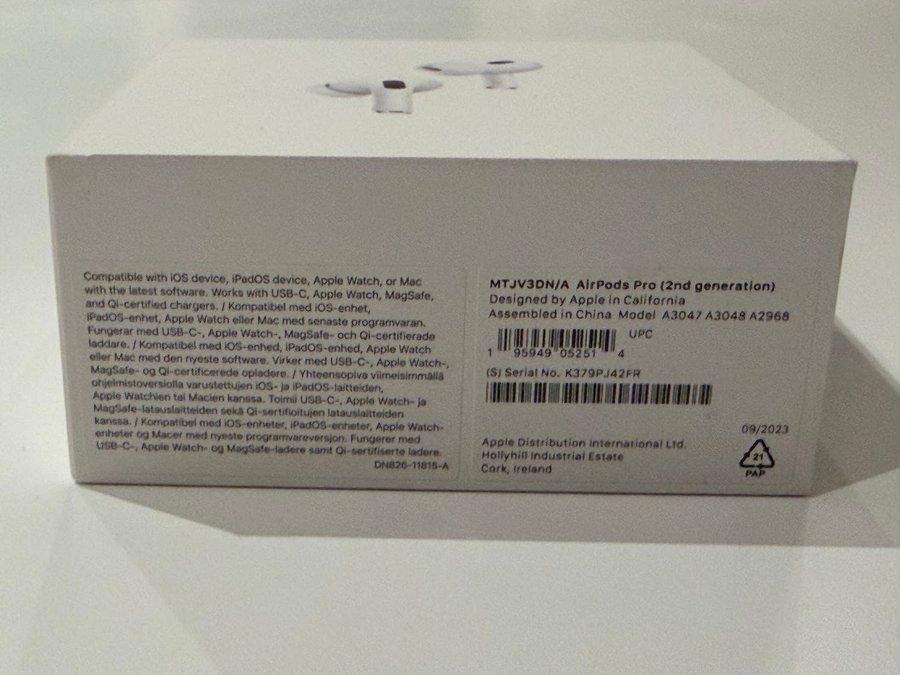 Compatible with iOS device, iPadOS device, Apple Watch, or Mac
with the latest software. Works with USB-C, Apple Watch, MagSafe,
and Qi-certified chargers. / Kompatibel med iOS-enhet,
iPadOS-enhet, Apple Watch eller Mac med senaste programvaran.
Fungerar med USB-C-, Apple Watch-, MagSafe- och Qi-certifierade
laddare. / Kompatibel med iOS-enhed, iPadOS-enhed, Apple Watch
eller Mac med den nyeste software. Virker med USB-C-, Apple Watch-,
MagSafe- og Qi-certificerede opladere. / Yhteensopiva viimeisimmällä
ohjelmistoversiolla varustettujen iOS- ja iPadOS-laitteiden,
Apple Watchien tai Macien kanssa. Toimii USB-C-, Apple Watch- ja
MagSafe-latauslaitteiden sekä Qi-sertifioitujen latauslaitteiden
kanssa. / Kompatibel med iOS-enheter, iPadOS-enheter, Apple Watch-
enheter og Macer med nyeste programvareversjon. Fungerer med
USB-C-, Apple Watch- og MagSafe-ladere samt Qi-sertifiserte ladere.
DN826-11815-A
MTJV3DN/A AirPods Pro (2nd generation)
Designed by Apple in California
Assembled in China Model A3047 A3048 A2968
UPC
1 95949 05251 4
(S) Serial No. K379PJ42FR
09/2023
Apple Distribution International Ltd.
Hollyhill Industrial Estate
Cork, Ireland
21
PAP